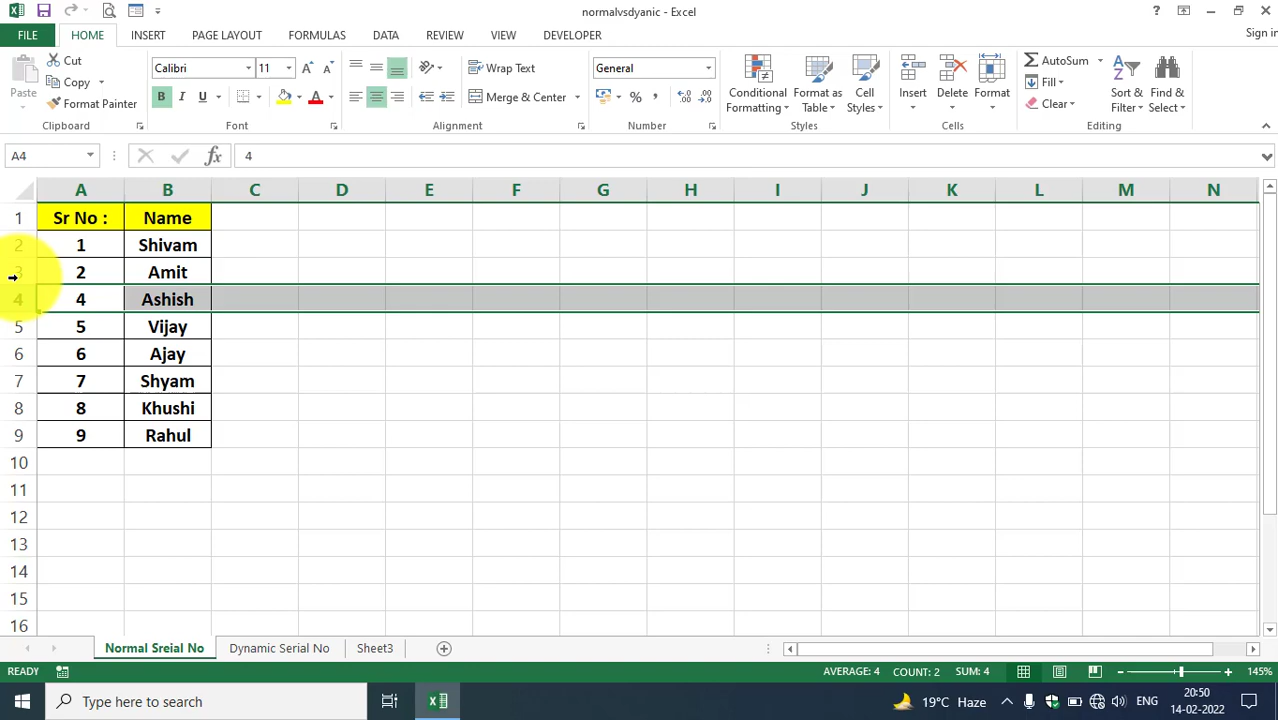 normalvsdyanic - Excel
?
FILE HOME INSERT PAGE LAYOUT FORMULAS DATA REVIEW VIEW DEVELOPER Sign in
Paste Cut Copy Format Painter Clipboard
Calibri 11 B I U A Font
Wrap Text Merge & Center Alignment
General % , Number
Conditional Formatting Format as Table Cell Styles Styles
Insert Delete Format Cells
AutoSum Fill Clear Sort & Filter Find & Select Editing
A4 fx 4
A B C D E F G H I J K L M N
1 Sr No : Name
2 1 Shivam
3 2 Amit
4 4 Ashish
5 5 Vijay
6 6 Ajay
7 7 Shyam
8 8 Khushi
9 9 Rahul
10
11
12
13
14
15
16
Normal Sreial No Dynamic Serial No Sheet3
READY AVERAGE: 4 COUNT: 2 SUM: 4 145%
Type here to search 19°C Haze ENG 20:50
14-02-2022